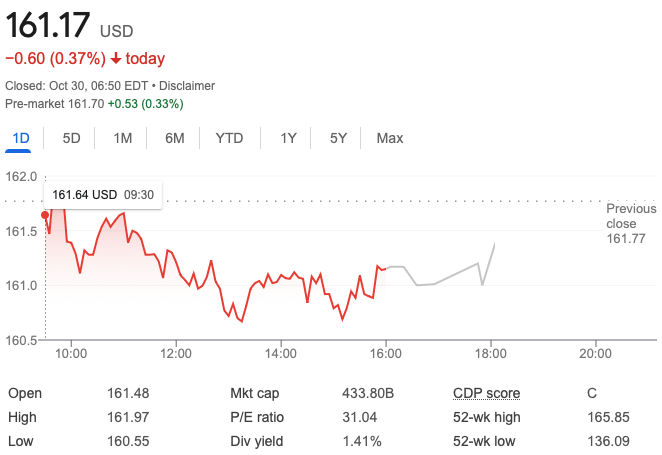 161.17 USD
−0.60 (0.37%) ↓ today
Closed: Oct 30, 06:50 EDT • Disclaimer
Pre-market 161.70 +0.53 (0.33%)
1D 5D 1M 6M YTD 1Y 5Y Max
162.0
161.64 USD 09:30
Previous
close
161.77
161.5
161.0
160.5
10:00 12:00 14:00 16:00 18:00 20:00
Open 161.48 Mkt cap 433.80B CDP score C
High 161.97 P/E ratio 31.04 52-wk high 165.85
Low 160.55 Div yield 1.41% 52-wk low 136.09